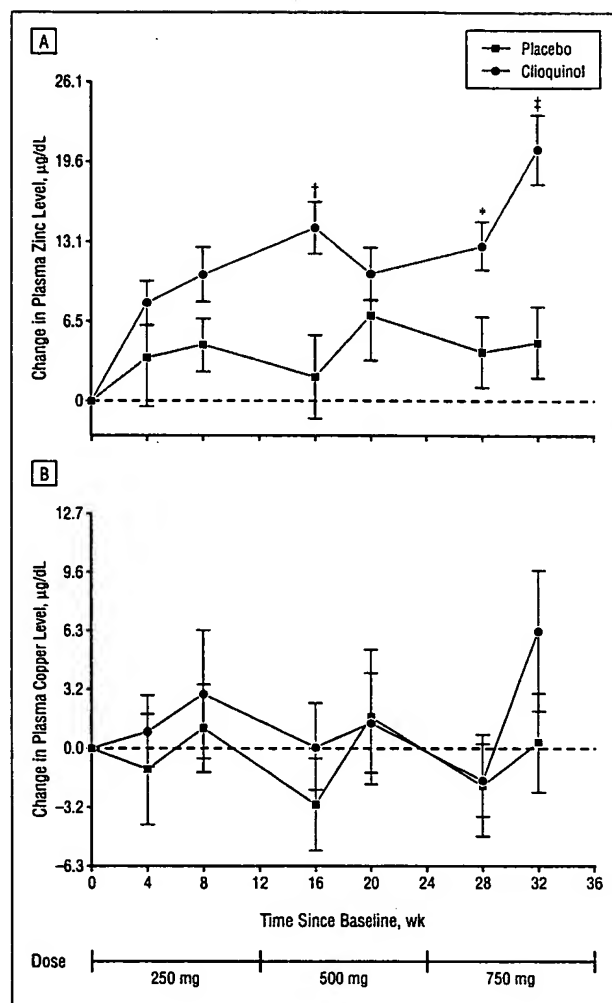 A
Placebo
Clioquinol
Change in Plasma Zinc Level, µg/dL
26.1
19.6
13.1
6.5
0
†
*
‡
B
Change in Plasma Copper Level, µg/dL
12.7
9.6
6.3
3.2
0.0
-3.2
-6.3
0 4 8 12 16 20 24 28 32 36
Time Since Baseline, wk
Dose
250 mg 500 mg 750 mg